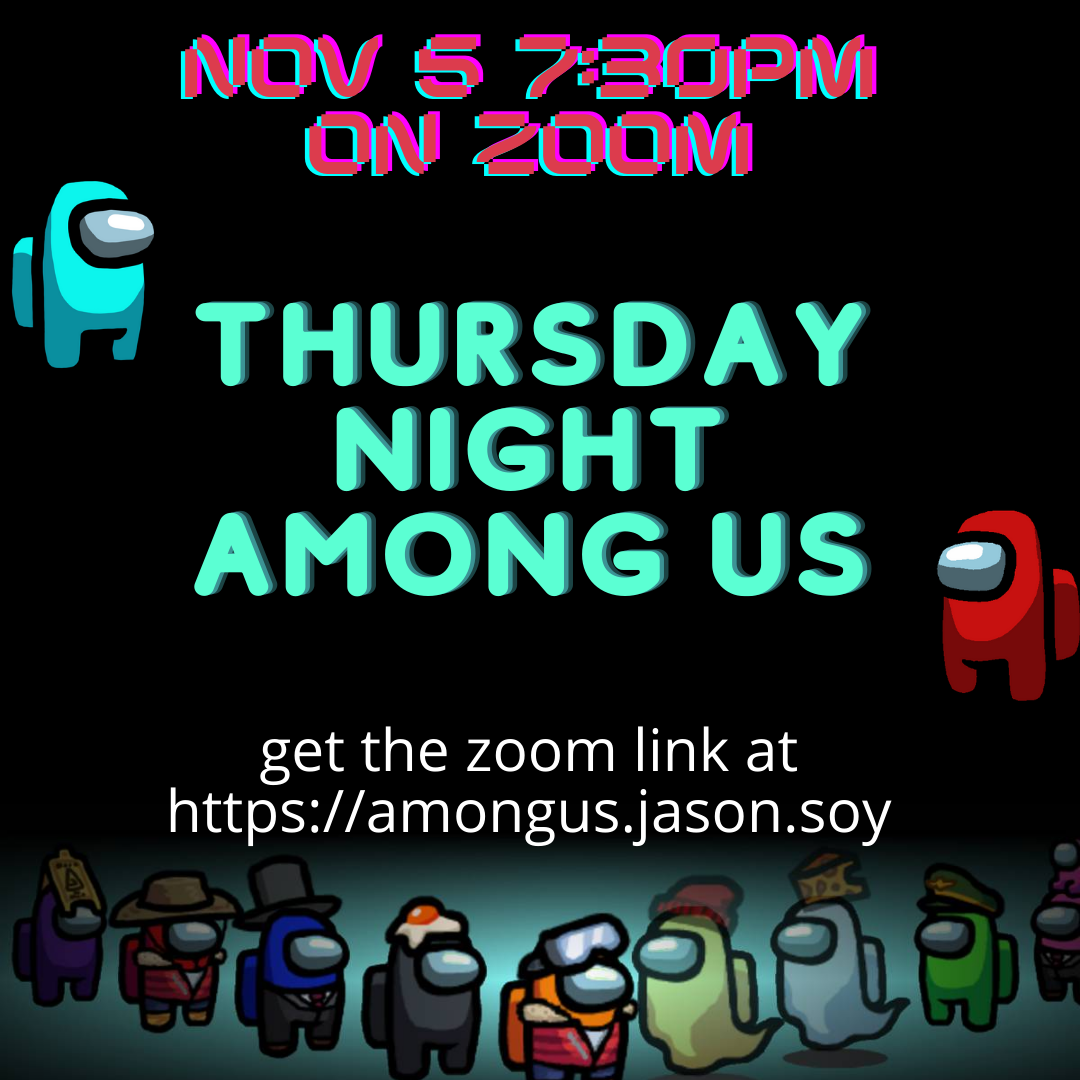 NOV 5 7:30PM
ON ZOOM
THURSDAY
NIGHT
AMONG US
get the zoom link at
https://amongus.jason.soy